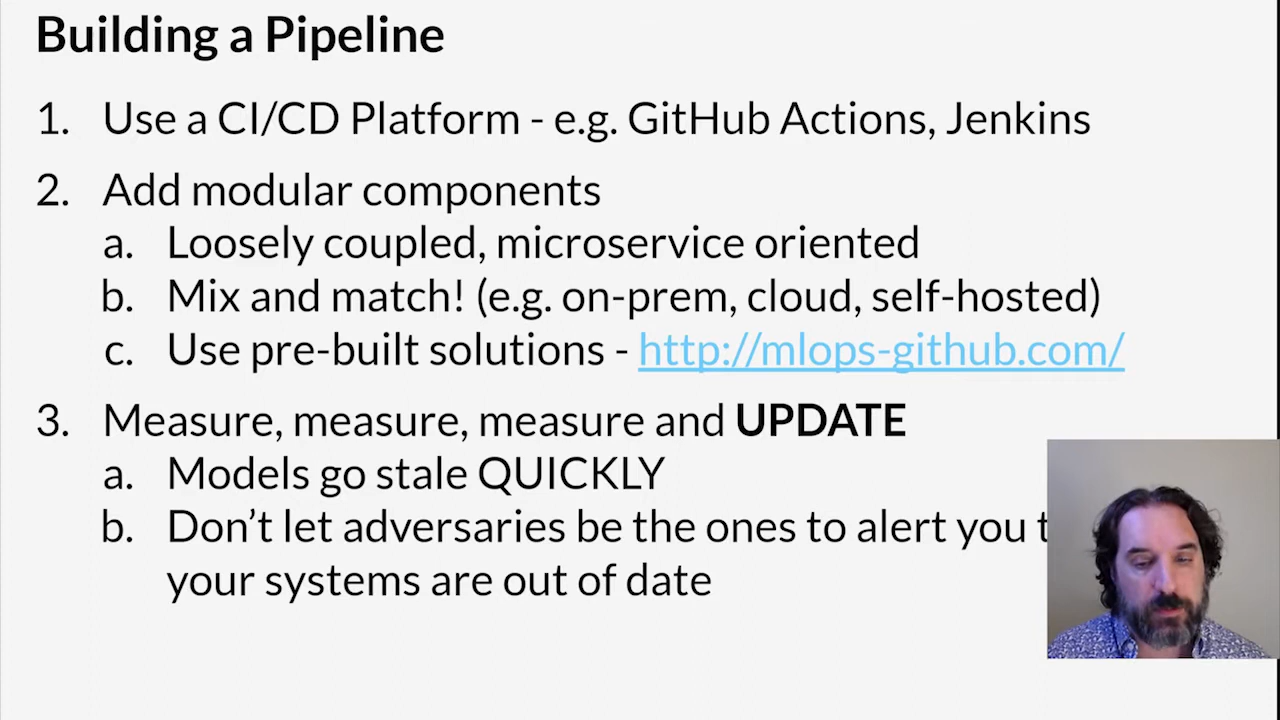 Building a Pipeline
1. Use a CI/CD Platform - e.g. GitHub Actions, Jenkins
2. Add modular components
a. Loosely coupled, microservice oriented
b. Mix and match! (e.g. on-prem, cloud, self-hosted)
c. Use pre-built solutions - http://mlops-github.com/
3. Measure, measure, measure and UPDATE
a. Models go stale QUICKLY
b. Don’t let adversaries be the ones to alert you
your systems are out of date